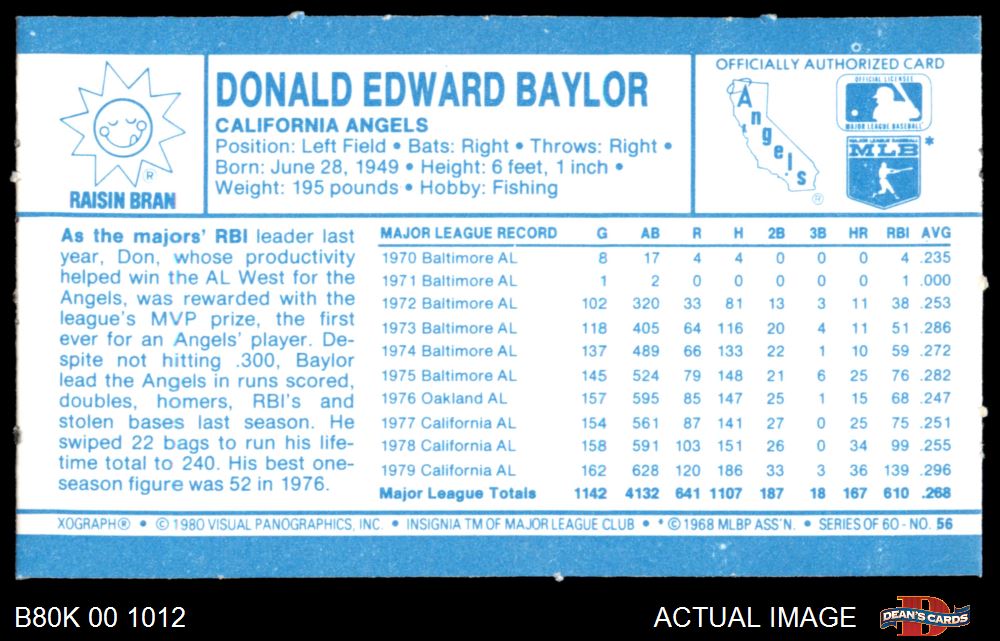 RAISIN BRAN
®
DONALD EDWARD BAYLOR
CALIFORNIA ANGELS
Position: Left Field • Bats: Right • Throws: Right •
Born: June 28, 1949 • Height: 6 feet, 1 inch •
Weight: 195 pounds • Hobby: Fishing
OFFICIALLY AUTHORIZED CARD
Angels
®
OFFICIAL LICENSEE
MAJOR LEAGUE BASEBALL
MAJOR LEAGUE BASEBALL
MLB *
As the majors' RBI leader last
year, Don, whose productivity
helped win the AL West for the
Angels, was rewarded with the
league's MVP prize, the first
ever for an Angels' player. De-
spite not hitting .300, Baylor
lead the Angels in runs scored,
doubles, homers, RBI's and
stolen bases last season. He
swiped 22 bags to run his life-
time total to 240. His best one-
season figure was 52 in 1976.
MAJOR LEAGUE RECORD G AB R H 2B 3B HR RBI AVG
1970 Baltimore AL 8 17 4 4 0 0 0 4 .235
1971 Baltimore AL 1 2 0 0 0 0 0 1 .000
1972 Baltimore AL 102 320 33 81 13 3 11 38 .253
1973 Baltimore AL 118 405 64 116 20 4 11 51 .286
1974 Baltimore AL 137 489 66 133 22 1 10 59 .272
1975 Baltimore AL 145 524 79 148 21 6 25 76 .282
1976 Oakland AL 157 595 85 147 25 1 15 68 .247
1977 California AL 154 561 87 141 27 0 25 75 .251
1978 California AL 158 591 103 151 26 0 34 99 .255
1979 California AL 162 628 120 186 33 3 36 139 .296
Major League Totals 1142 4132 641 1107 187 18 167 610 .268
XOGRAPH® • © 1980 VISUAL PANOGRAPHICS, INC. • INSIGNIA TM OF MAJOR LEAGUE CLUB • * © 1968 MLBP ASS'N. • SERIES OF 60 - NO. 56
B80K 00 1012
ACTUAL IMAGE
DEAN'S CARDS